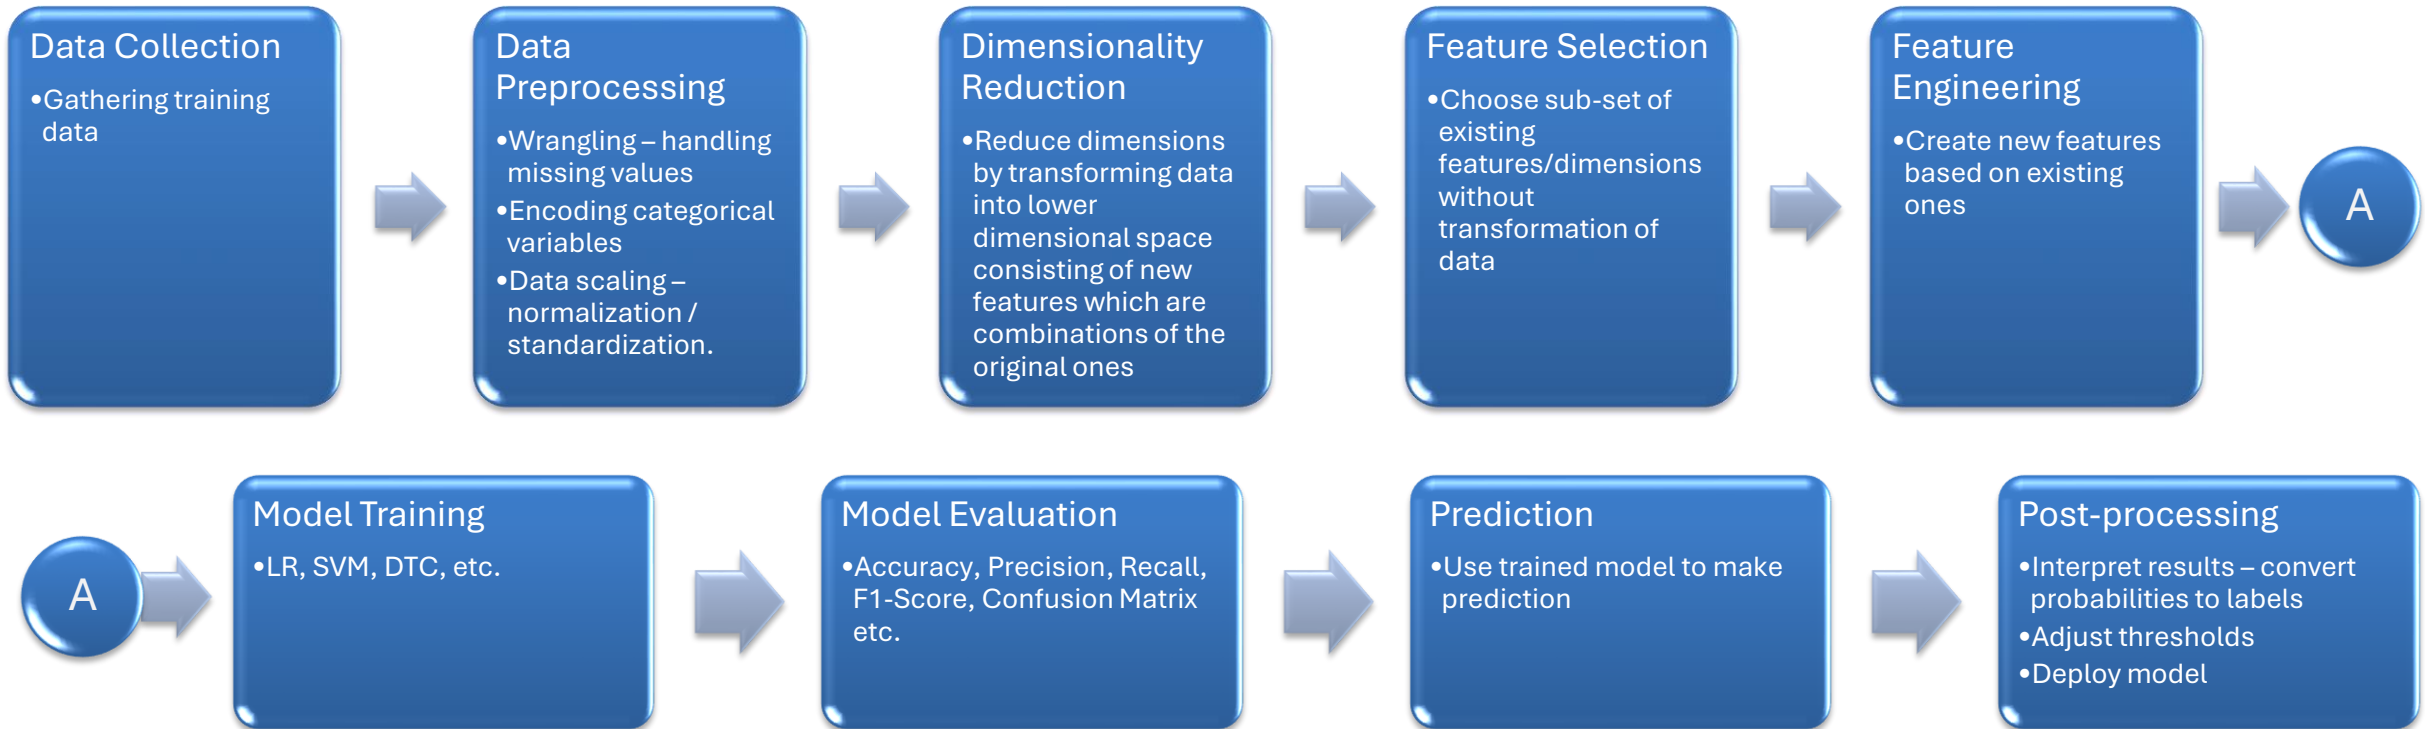 Data Collection
•Gathering training
data
Data
Preprocessing
•Wrangling – handling
missing values
•Encoding categorical
variables
•Data scaling –
normalization /
standardization.
Dimensionality
Reduction
•Reduce dimensions
by transforming data
into lower
dimensional space
consisting of new
features which are
combinations of the
original ones
Feature Selection
•Choose sub-set of
existing
features/dimensions
without
transformation of
data
Feature
Engineering
•Create new features
based on existing
ones
A
A
Model Training
•LR, SVM, DTC, etc.
Model Evaluation
•Accuracy, Precision, Recall,
F1-Score, Confusion Matrix
etc.
Prediction
•Use trained model to make
prediction
Post-processing
•Interpret results – convert
probabilities to labels
•Adjust thresholds
•Deploy model